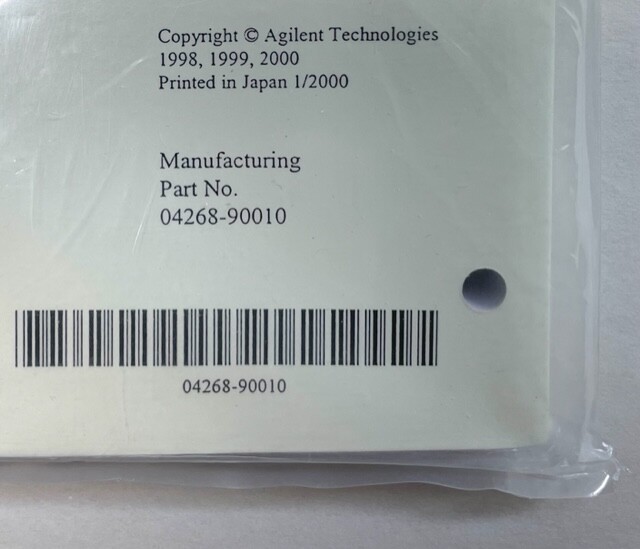 Copyright © Agilent Technologies
1998, 1999, 2000
Printed in Japan 1/2000
Manufacturing
Part No.
04268-90010
04268-90010